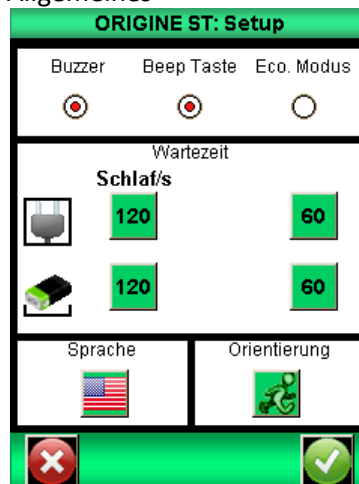 Allgemeines
ORIGINE ST: Setup
Buzzer Beep Taste Eco. Modus
Wartezeit
Schlaf/s
120 60
120 60
Sprache Orientierung